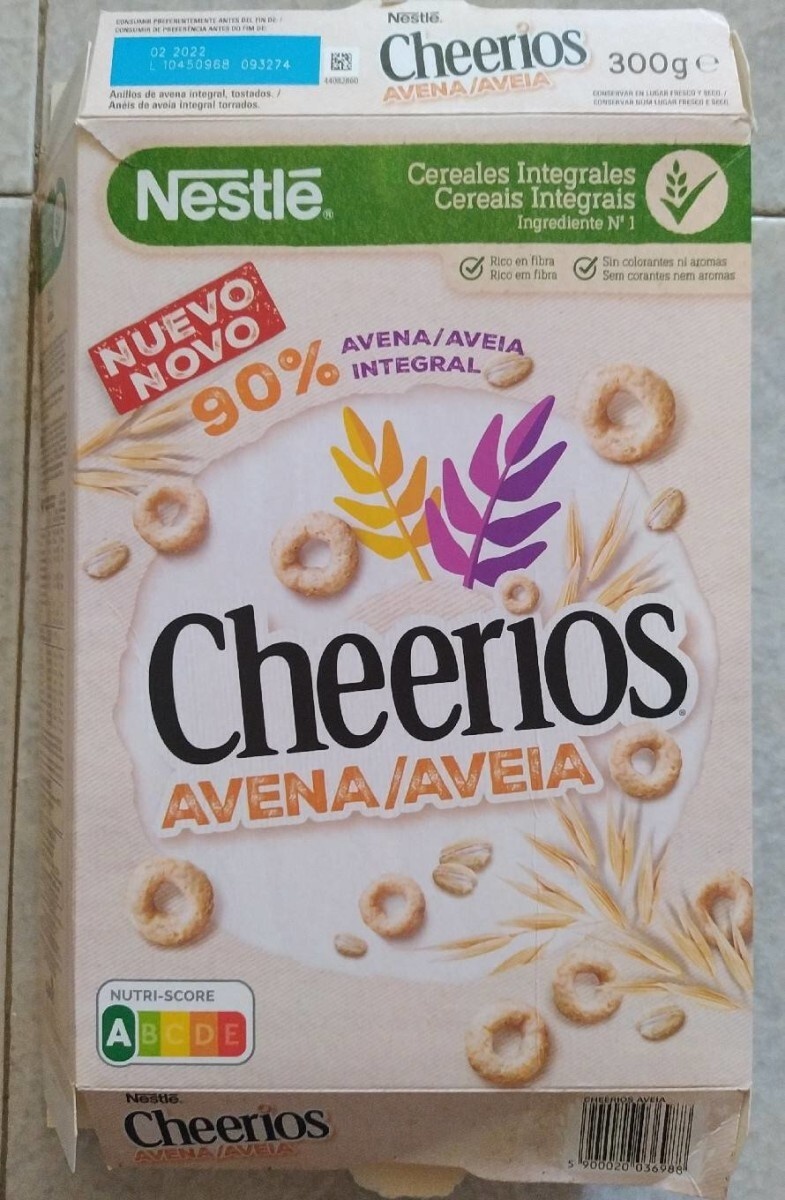 CONSUMIR PREFERENTEMENTE ANTES DEL FIN DE: /
CONSUMIR DE PREFERÊNCIA ANTES DO FIM DE:
02 2022
L 10450968 093274
44082860
Anillos de avena integral, tostados. /
Anéis de aveia integral torrados.
Nestlé.
Cheerios
AVENA/AVEIA
300g e
CONSERVAR EN LUGAR FRESCO Y SECO. /
CONSERVAR NUM LUGAR FRESCO E SECO.
Nestlé®
Cereales Integrales
Cereais Integrais
Ingrediente Nº 1
Rico en fibra
Rico em fibra
Sin colorantes ni aromas
Sem corantes nem aromas
NUEVO
NOVO
90% AVENA/AVEIA
INTEGRAL
Cheerios®
AVENA/AVEIA
NUTRI-SCORE
A B C D E
Nestlé.
Cheerios
AVENA/AVEIA
CHEERIOS AVEIA
5 900020 036988